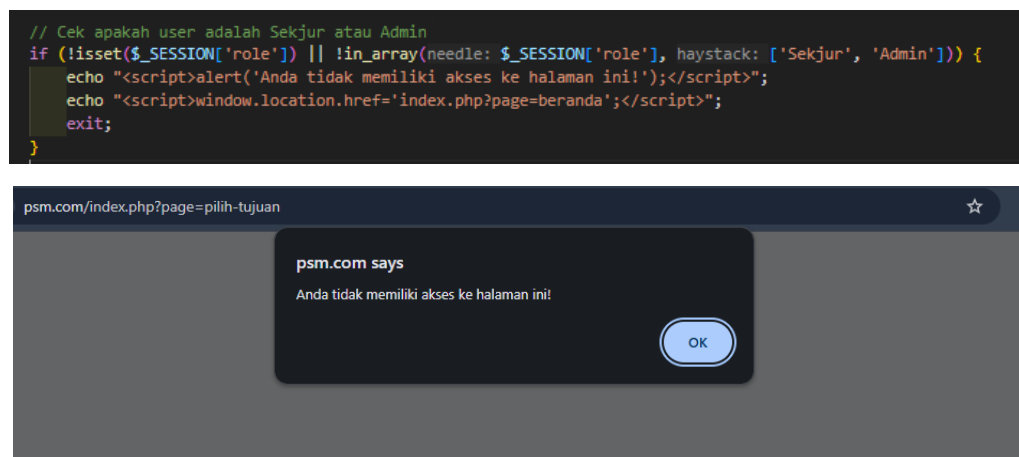 // Cek apakah user adalah Sekjur atau Admin
if (!isset($_SESSION['role']) || !in_array(needle: $_SESSION['role'], haystack: ['Sekjur', 'Admin'])) {
echo "<script>alert('Anda tidak memiliki akses ke halaman ini!');</script>";
echo "<script>window.location.href='index.php?page=beranda';</script>";
exit;
}
psm.com/index.php?page=pilih-tujuan
psm.com says
Anda tidak memiliki akses ke halaman ini!
OK